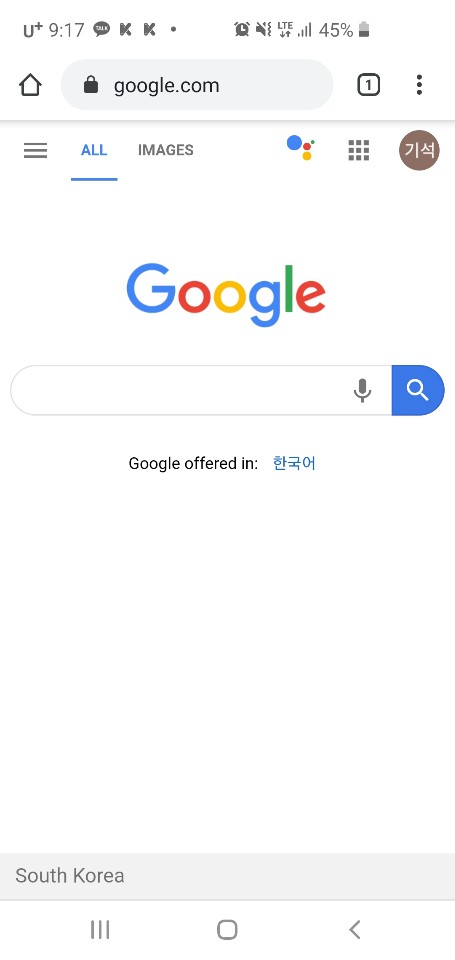 U+ 9:17 TALK K K 45%
LTE
google.com 1
ALL IMAGES 기석
Google
Google offered in: 한국어
South Korea